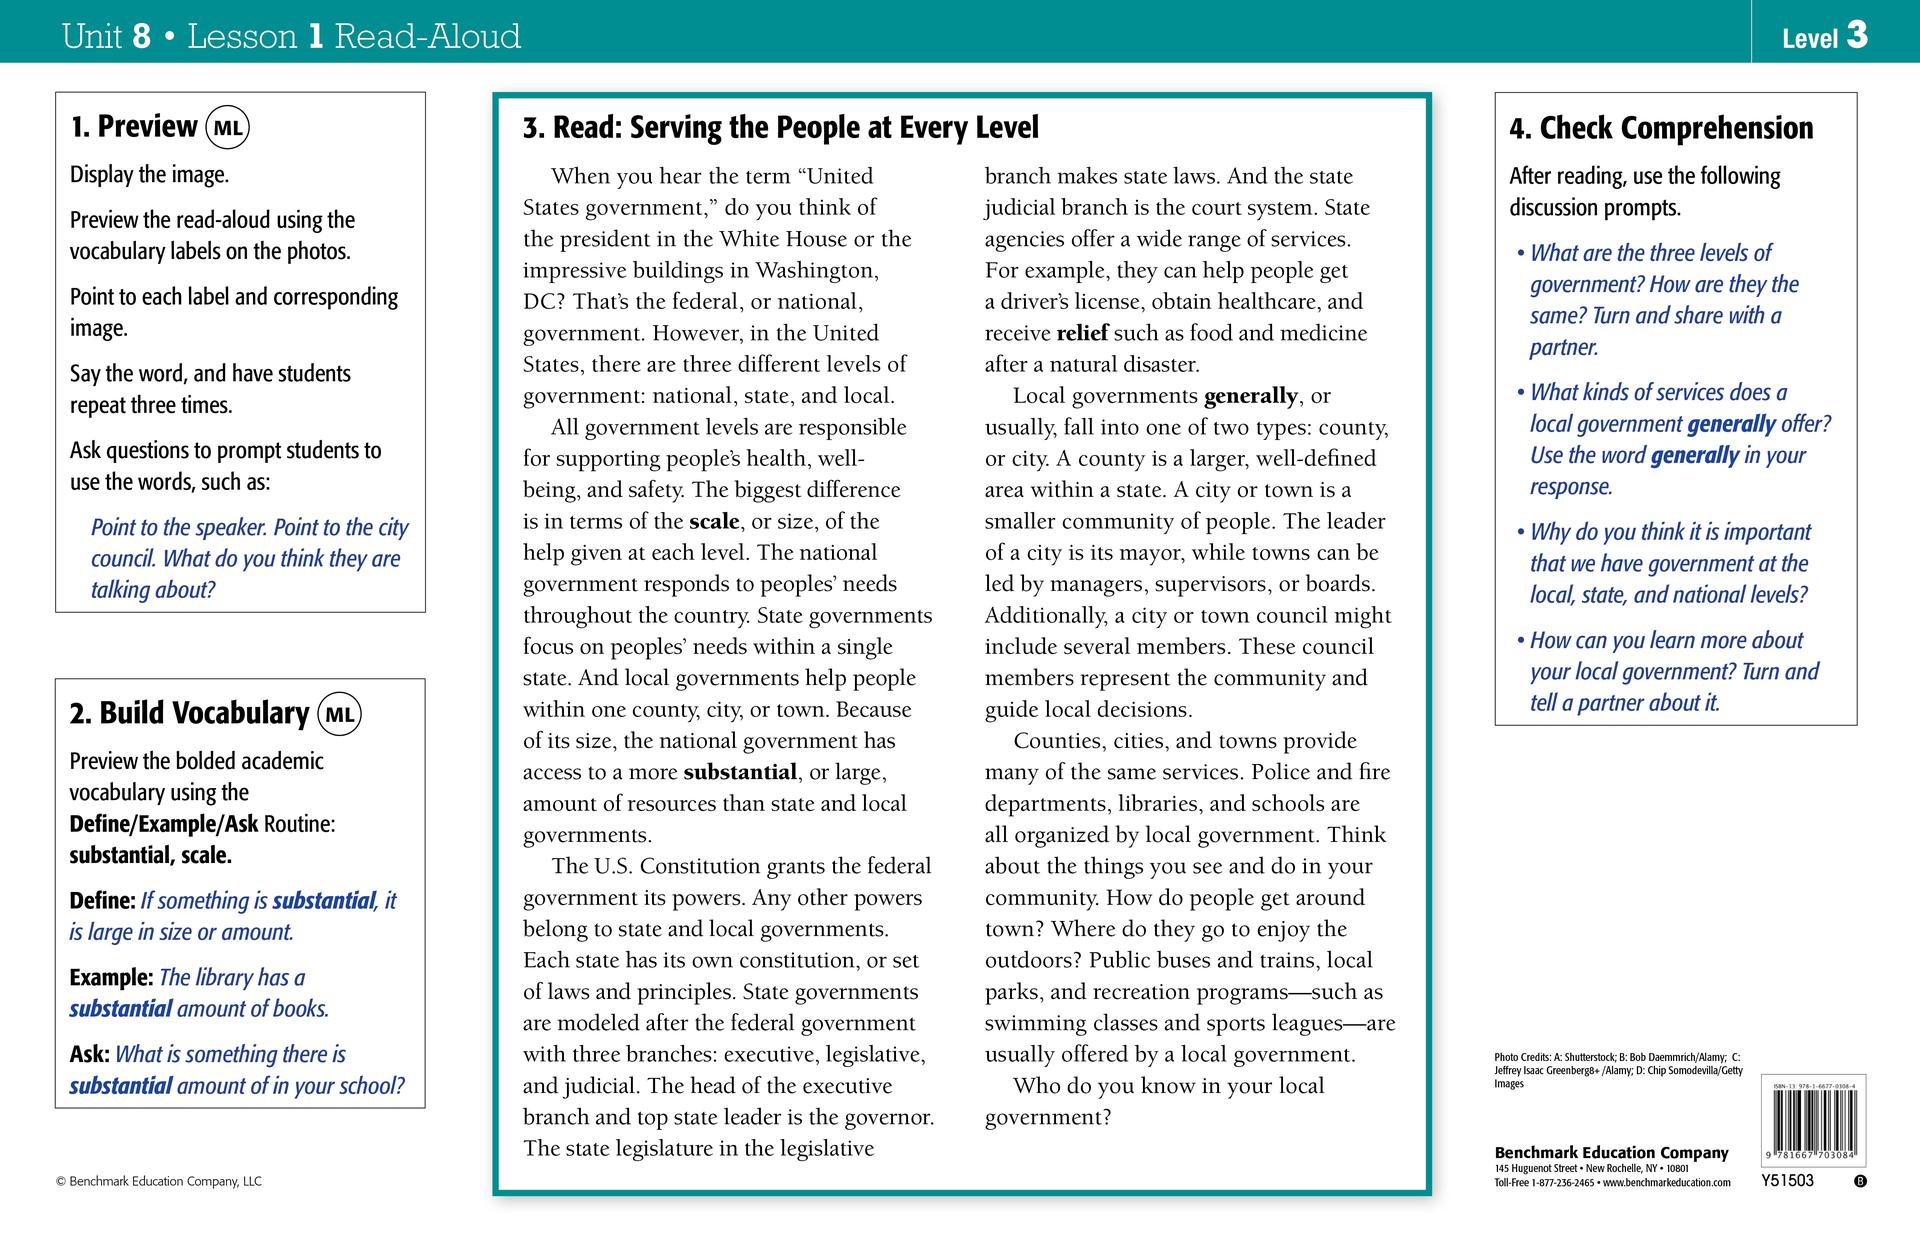 Unit 8 • Lesson 1 Read-Aloud
Level 3
1. Preview ML
Display the image.
Preview the read-aloud using the
vocabulary labels on the photos.
Point to each label and corresponding
image.
Say the word, and have students
repeat three times.
Ask questions to prompt students to
use the words, such as:
Point to the speaker. Point to the city
council. What do you think they are
talking about?
2. Build Vocabulary ML
Preview the bolded academic
vocabulary using the
Define/Example/Ask Routine:
substantial, scale.
Define: If something is substantial, it
is large in size or amount.
Example: The library has a
substantial amount of books.
Ask: What is something there is
substantial amount of in your school?
© Benchmark Education Company, LLC
3. Read: Serving the People at Every Level
When you hear the term “United
States government,” do you think of
the president in the White House or the
impressive buildings in Washington,
DC? That’s the federal, or national,
government. However, in the United
States, there are three different levels of
government: national, state, and local.
All government levels are responsible
for supporting people’s health, well-
being, and safety. The biggest difference
is in terms of the scale, or size, of the
help given at each level. The national
government responds to peoples’ needs
throughout the country. State governments
focus on peoples’ needs within a single
state. And local governments help people
within one county, city, or town. Because
of its size, the national government has
access to a more substantial, or large,
amount of resources than state and local
governments.
The U.S. Constitution grants the federal
government its powers. Any other powers
belong to state and local governments.
Each state has its own constitution, or set
of laws and principles. State governments
are modeled after the federal government
with three branches: executive, legislative,
and judicial. The head of the executive
branch and top state leader is the governor.
The state legislature in the legislative
branch makes state laws. And the state
judicial branch is the court system. State
agencies offer a wide range of services.
For example, they can help people get
a driver’s license, obtain healthcare, and
receive relief such as food and medicine
after a natural disaster.
Local governments generally, or
usually, fall into one of two types: county,
or city. A county is a larger, well-defined
area within a state. A city or town is a
smaller community of people. The leader
of a city is its mayor, while towns can be
led by managers, supervisors, or boards.
Additionally, a city or town council might
include several members. These council
members represent the community and
guide local decisions.
Counties, cities, and towns provide
many of the same services. Police and fire
departments, libraries, and schools are
all organized by local government. Think
about the things you see and do in your
community. How do people get around
town? Where do they go to enjoy the
outdoors? Public buses and trains, local
parks, and recreation programs—such as
swimming classes and sports leagues—are
usually offered by a local government.
Who do you know in your local
government?
4. Check Comprehension
After reading, use the following
discussion prompts.
• What are the three levels of
government? How are they the
same? Turn and share with a
partner.
• What kinds of services does a
local government generally offer?
Use the word generally in your
response.
• Why do you think it is important
that we have government at the
local, state, and national levels?
• How can you learn more about
your local government? Turn and
tell a partner about it.
Photo Credits: A: Shutterstock; B: Bob Daemmrich/Alamy; C:
Jeffrey Isaac Greenberg8+ /Alamy; D: Chip Somodevilla/Getty
Images
Benchmark Education Company
145 Huguenot Street • New Rochelle, NY • 10801
Toll-Free 1-877-236-2465 • www.benchmarkeducation.com
ISBN-13 978-1-6677-0308-4
9 781667 703084
Y51503
B